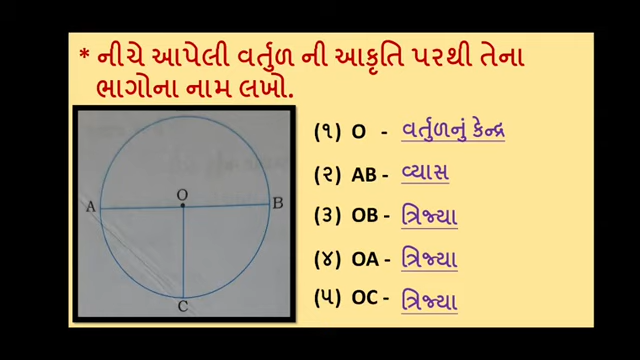 * નીચે આપેલી વર્તુળ ની આકૃતિ પરથી તેના
ભાગોના નામ લખો.
(૧) O - વર્તુળનું કેન્દ્ર
(૨) AB - વ્યાસ
(૩) OB - ત્રિજ્યા
(૪) OA - ત્રિજ્યા
(૫) OC - ત્રિજ્યા
O
A
B
C